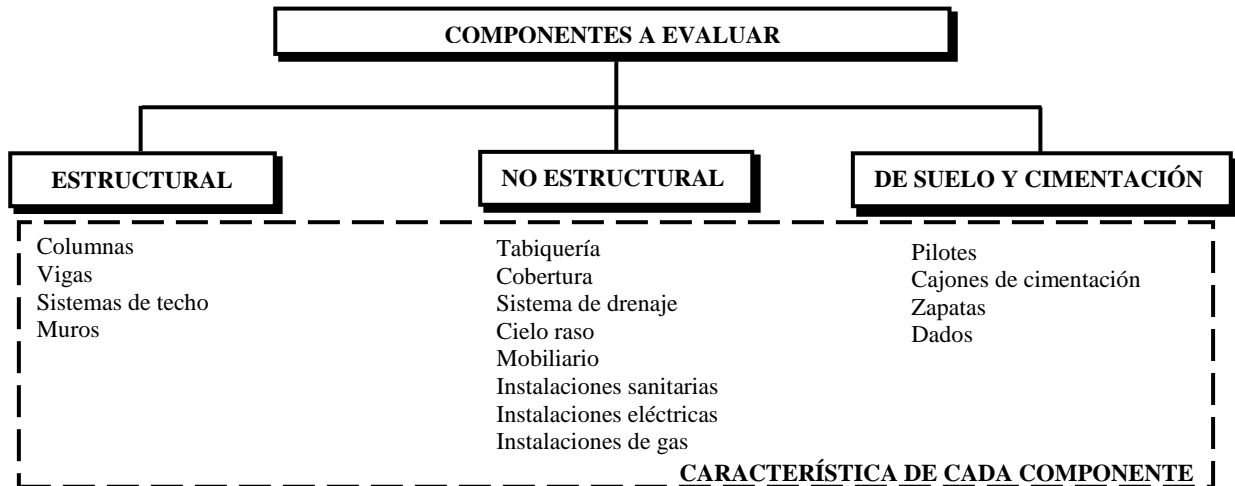 COMPONENTES A EVALUAR
ESTRUCTURAL
NO ESTRUCTURAL
DE SUELO Y CIMENTACIÓN
Columnas
Vigas
Sistemas de techo
Muros
Tabiquería
Cobertura
Sistema de drenaje
Cielo raso
Mobiliario
Instalaciones sanitarias
Instalaciones eléctricas
Instalaciones de gas
Pilotes
Cajones de cimentación
Zapatas
Dados
CARACTERÍSTICA DE CADA COMPONENTE